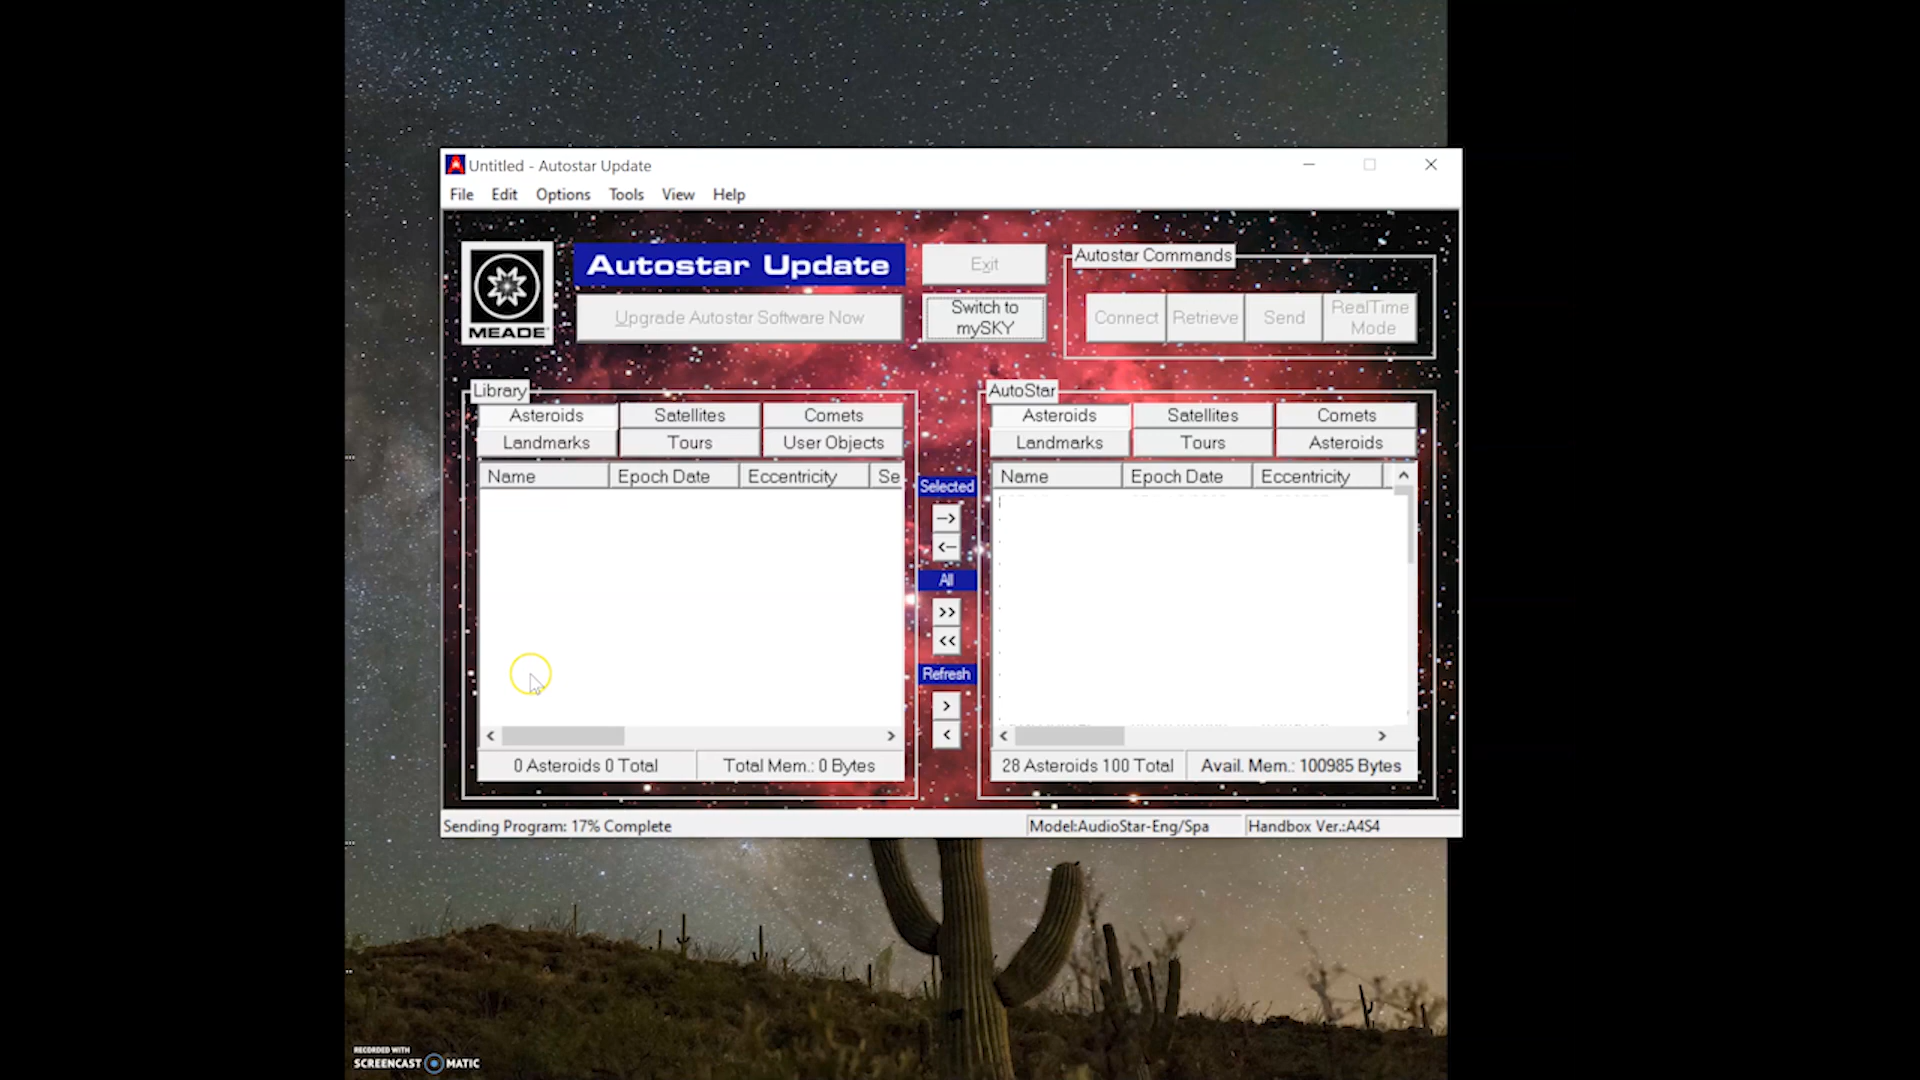 Untitled - Autostar Update
File Edit Options Tools View Help
MEADE
Autostar Update
Upgrade Autostar Software Now
Exit
Switch to
mySKY
Autostar Commands
Connect Retrieve Send RealTime
Mode
Library
Asteroids Satellites Comets
Landmarks Tours User Objects
Name Epoch Date Eccentricity Se
0 Asteroids 0 Total Total Mem.: 0 Bytes
Selected
-->
<--
All
>>
<<
Refresh
>
<
AutoStar
Asteroids Satellites Comets
Landmarks Tours Asteroids
Name Epoch Date Eccentricity
28 Asteroids 100 Total Avail. Mem.: 100985 Bytes
Sending Program: 17% Complete Model:AudioStar-Eng/Spa Handbox Ver.:A4S4
RECORDED WITH
SCREENCAST MATIC